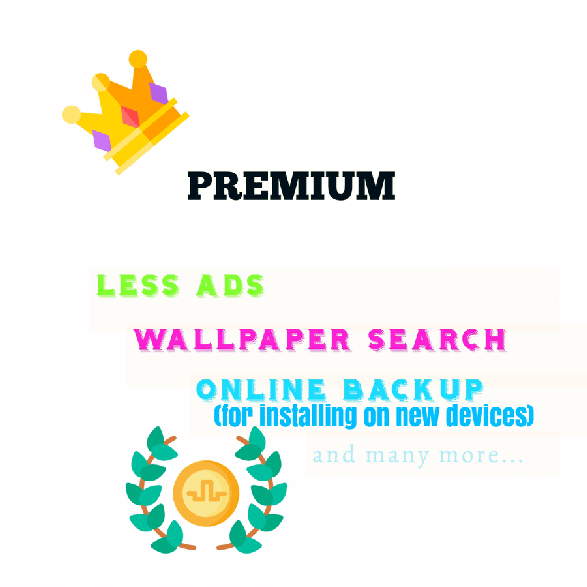 PREMIUM
LESS ADS
WALLPAPER SEARCH
ONLINE BACKUP
(for installing on new devices)
and many more...